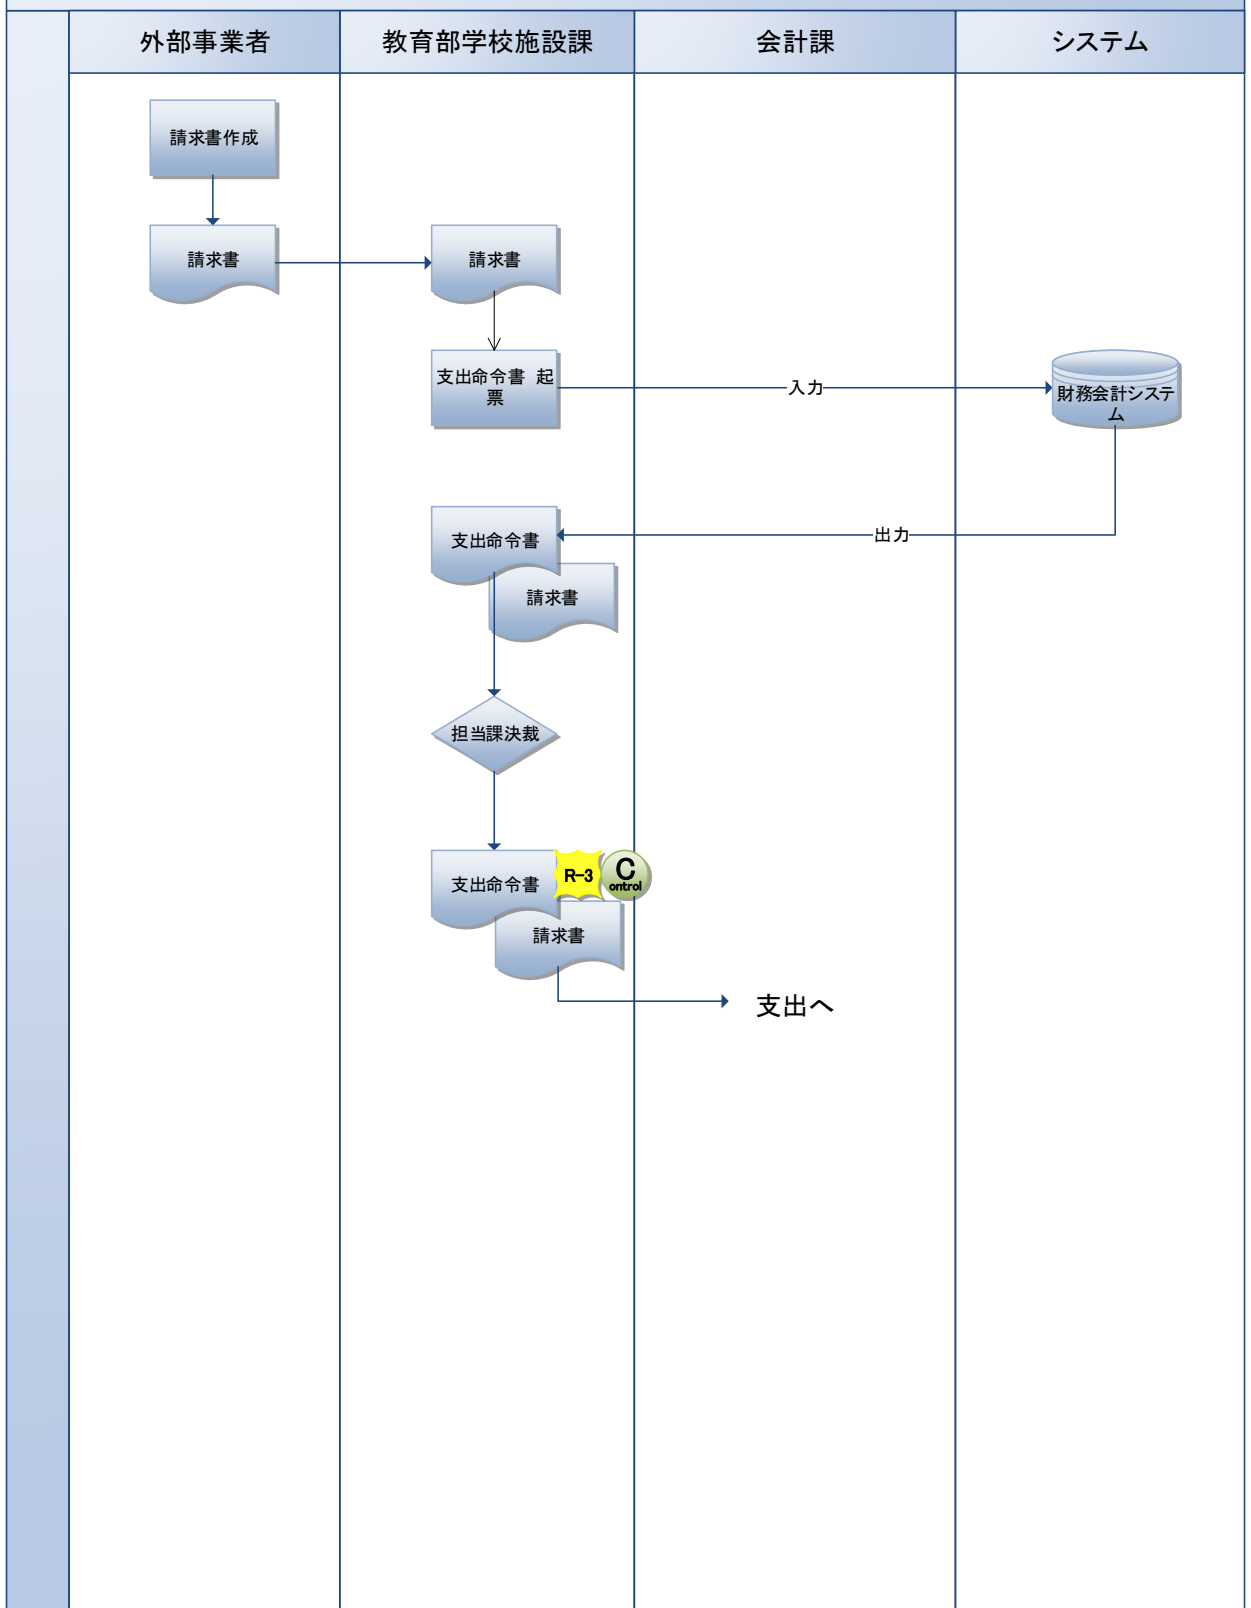 外部事業者
教育部学校施設課
会計課
システム
請求書作成
請求書
請求書
支出命令書 起
票
入力
財務会計システ
ム
出力
支出命令書
請求書
担当課決裁
支出命令書
R-3
C
ontrol
請求書
支出へ